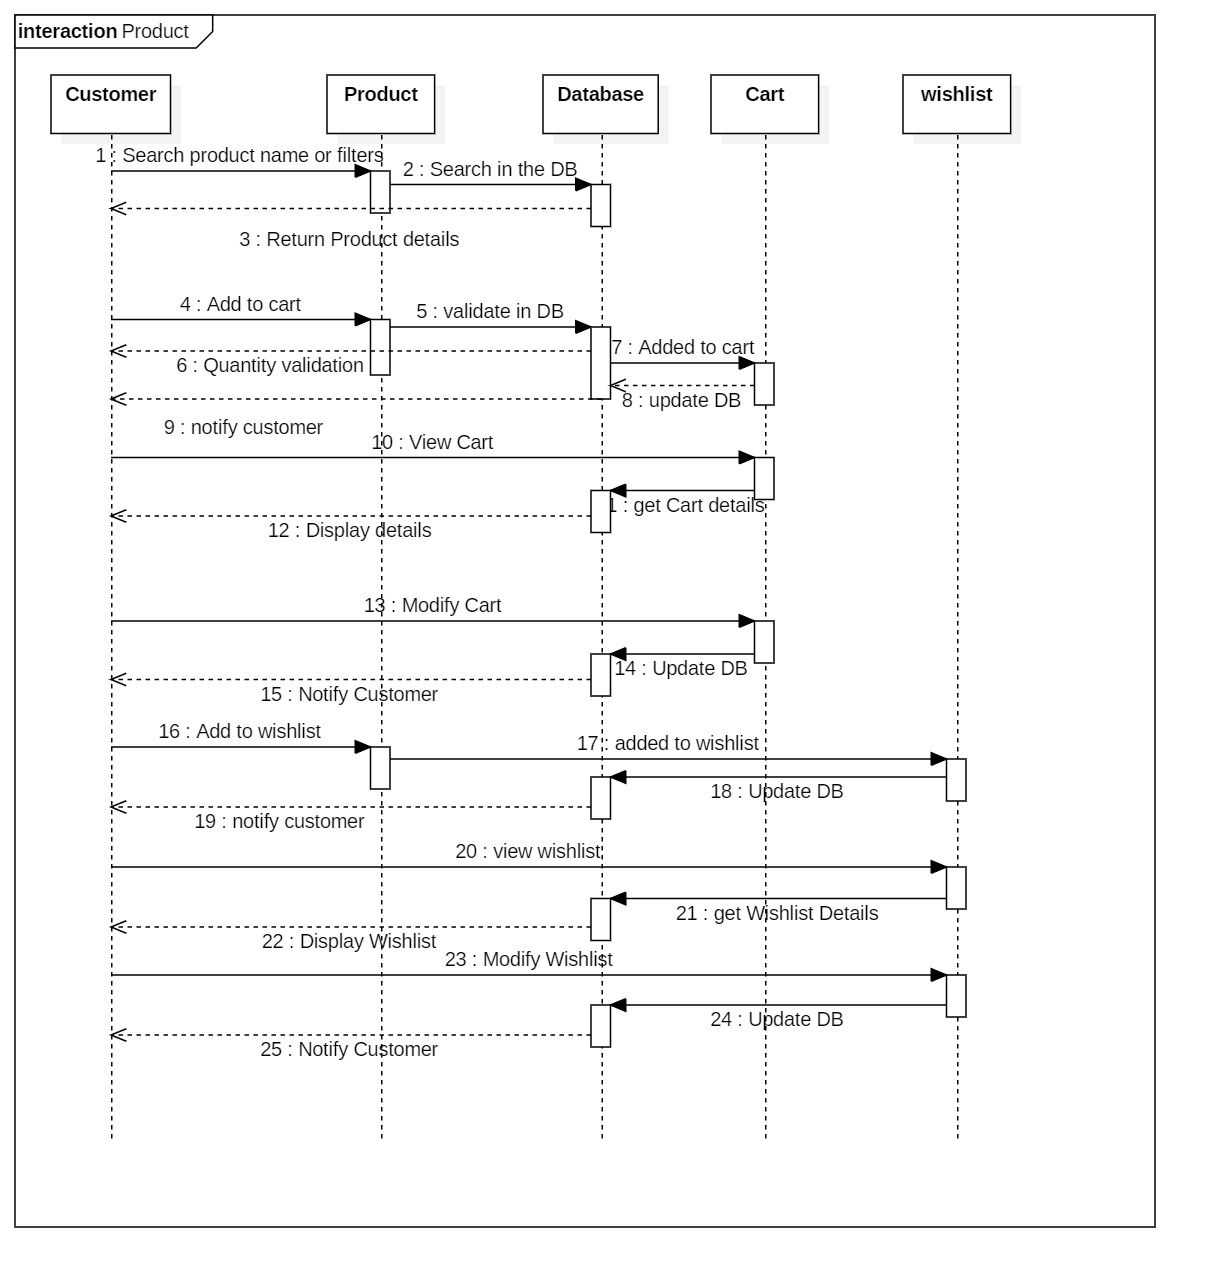 interaction Product
Customer
Product
Database
Cart
wishlist
1 : Search product name or filters
2 : Search in the DB
3 : Return Product details
4 : Add to cart
5 : validate in DB
7 : Added to cart
6 : Quantity validation
8 : update DB
9 : notify customer
10 : View Cart
1 : get Cart details
12 : Display details
13 : Modify Cart
14 : Update DB
15 : Notify Customer
16 : Add to wishlist
17 : added to wishlist
18 : Update DB
19 : notify customer
20 : view wishlist
21 : get Wishlist Details
22 : Display Wishlist
23 : Modify Wishlist
24 : Update DB
25 : Notify Customer